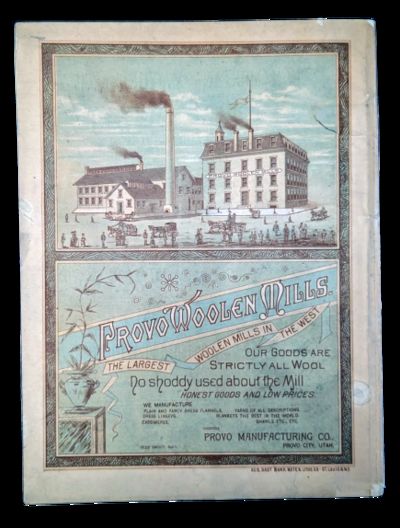 PROVO WOOLEN MILLS.
THE LARGEST WOOLEN MILLS IN THE WEST
OUR GOODS ARE
STRICTLY ALL WOOL
No shoddy used about the Mill
HONEST GOODS AND LOW PRICES.
WE MANUFACTURE
PLAIN AND FANCY DRESS FLANNELS, YARNS OF ALL DESCRIPTIONS
DRESS LINSEYS, BLANKETS THE BEST IN THE WORLD
CASSIMERES, SHAWLS ETC., ETC.
PROVO MANUFACTURING CO.,
PROVO CITY, UTAH.